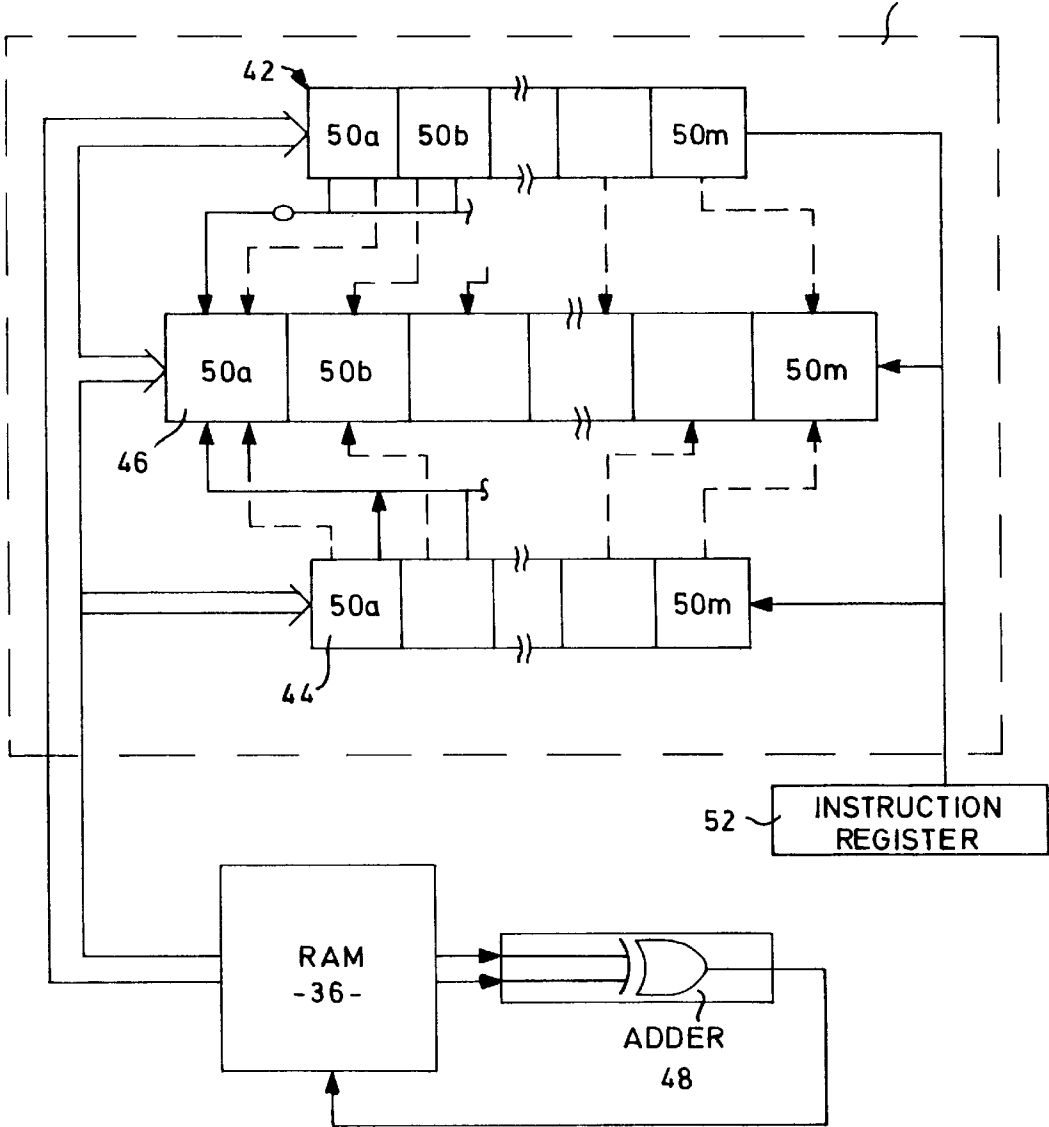 42
50a 50b 50m
50a 50b 50m
46
50a 50m
44
52
INSTRUCTION
REGISTER
RAM
-36-
ADDER
48